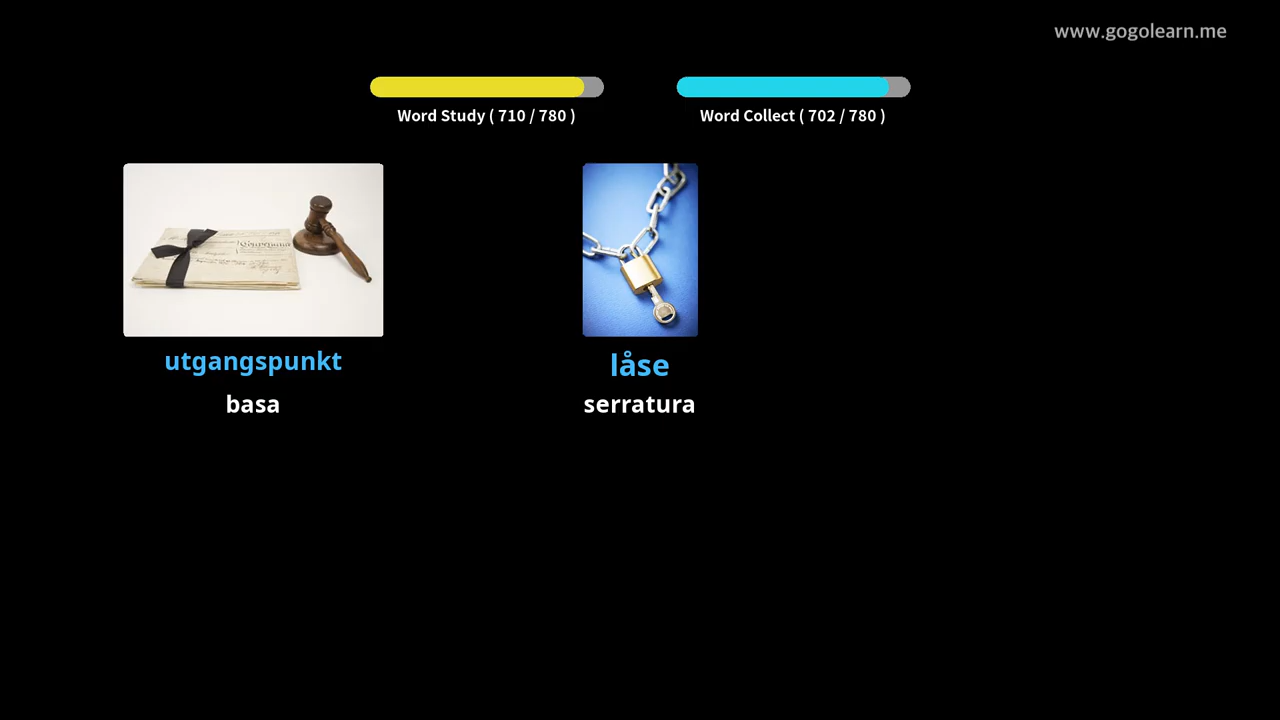 www.gogolearn.me
Word Study ( 710 / 780 )
Word Collect ( 702 / 780 )
utgangspunkt
basa
låse
serratura